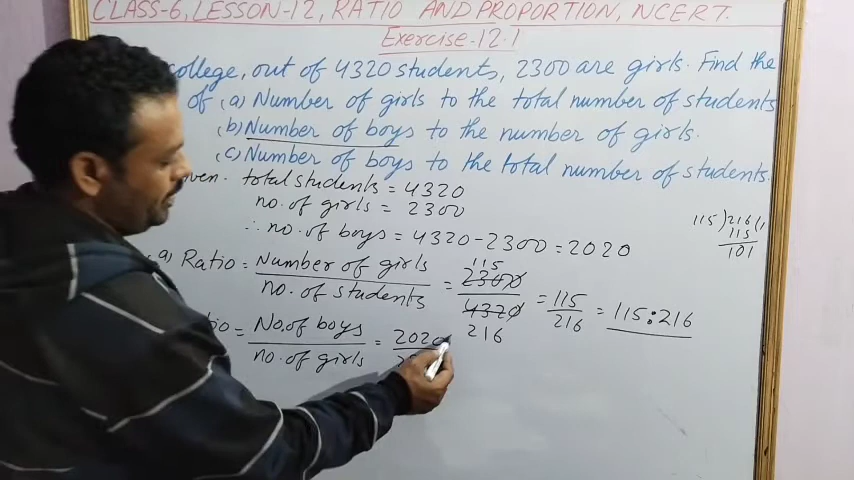 CLASS-6, LESSON-12, RATIO AND PROPORTION, NCERT.
Exercise-12.1
college, out of 4320 students, 2300 are girls. Find the
of (a) Number of girls to the total number of students
(b) Number of boys to the number of girls.
(c) Number of boys to the total number of students.
ven. total students = 4320
no. of girls = 2300
∴ no. of boys = 4320-2300 = 2020
115)216(1
115
101
a) Ratio = Number of girls / no. of students = 2300 / 4320 = 115/216 = 115:216
115
216
tio = No. of boys / no. of girls = 2020